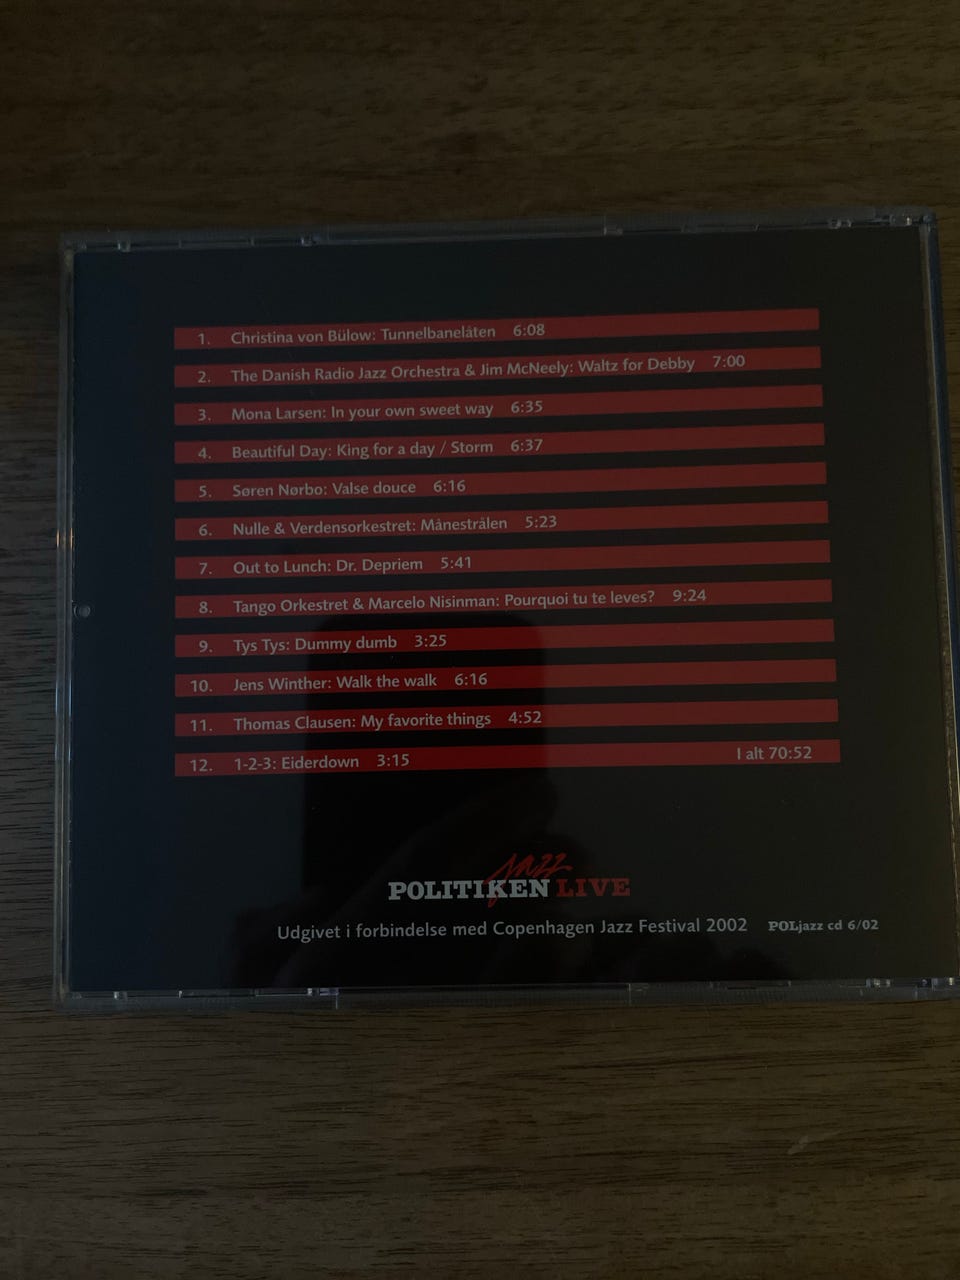 1. Christina von Bülow: Tunnelbanelåten 6:08
2. The Danish Radio Jazz Orchestra & Jim McNeely: Waltz for Debby 7:00
3. Mona Larsen: In your own sweet way 6:35
4. Beautiful Day: King for a day / Storm 6:37
5. Søren Nørbo: Valse douce 6:16
6. Nulle & Verdensorkestret: Månestrålen 5:23
7. Out to Lunch: Dr. Depriem 5:41
8. Tango Orkestret & Marcelo Nisinman: Pourquoi tu te leves? 9:24
9. Tys Tys: Dummy dumb 3:25
10. Jens Winther: Walk the walk 6:16
11. Thomas Clausen: My favorite things 4:52
12. 1-2-3: Eiderdown 3:15 I alt 70:52
jazz
POLITIKEN LIVE
Udgivet i forbindelse med Copenhagen Jazz Festival 2002 POLjazz cd 6/02